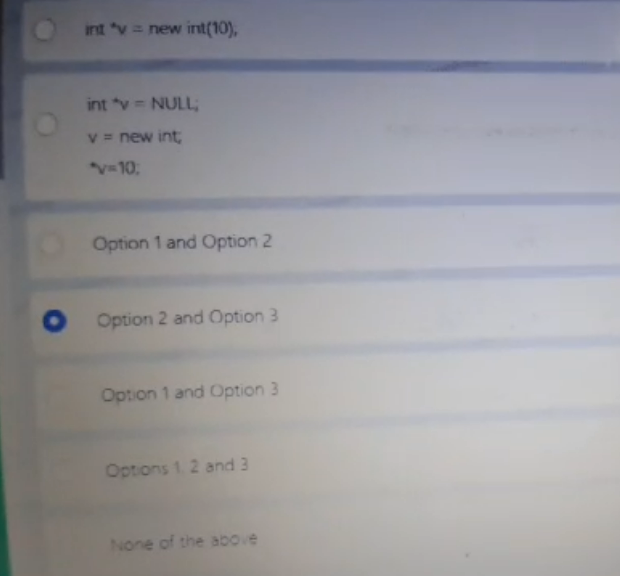 int *v = new int(10);
int *v = NULL;
v = new int;
*v=10;
Option 1 and Option 2
Option 2 and Option 3
Option 1 and Option 3
Options 1, 2 and 3
None of the above